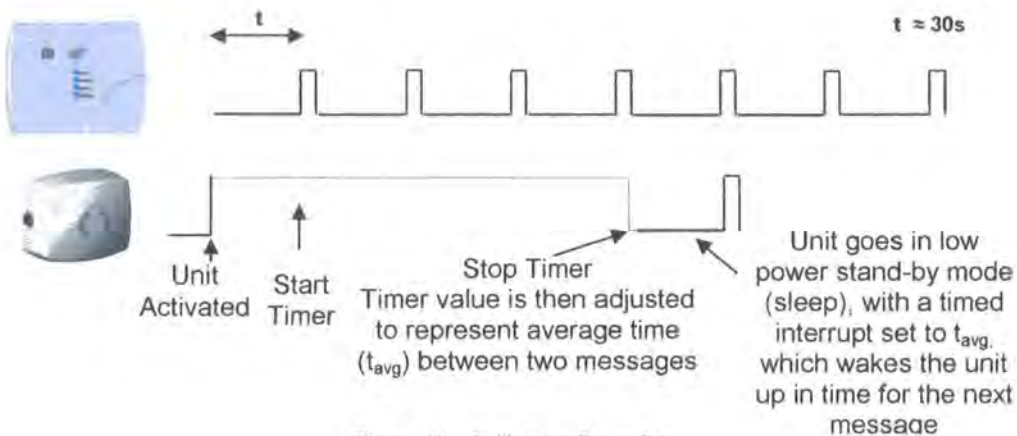 t
t ≈ 30s
Unit
Activated
Start
Timer
Stop Timer
Timer value is then adjusted
to represent average time
(tavg) between two messages
Unit goes in low
power stand-by mode
(sleep), with a timed
interrupt set to tavg,
which wakes the unit
up in time for the next
message